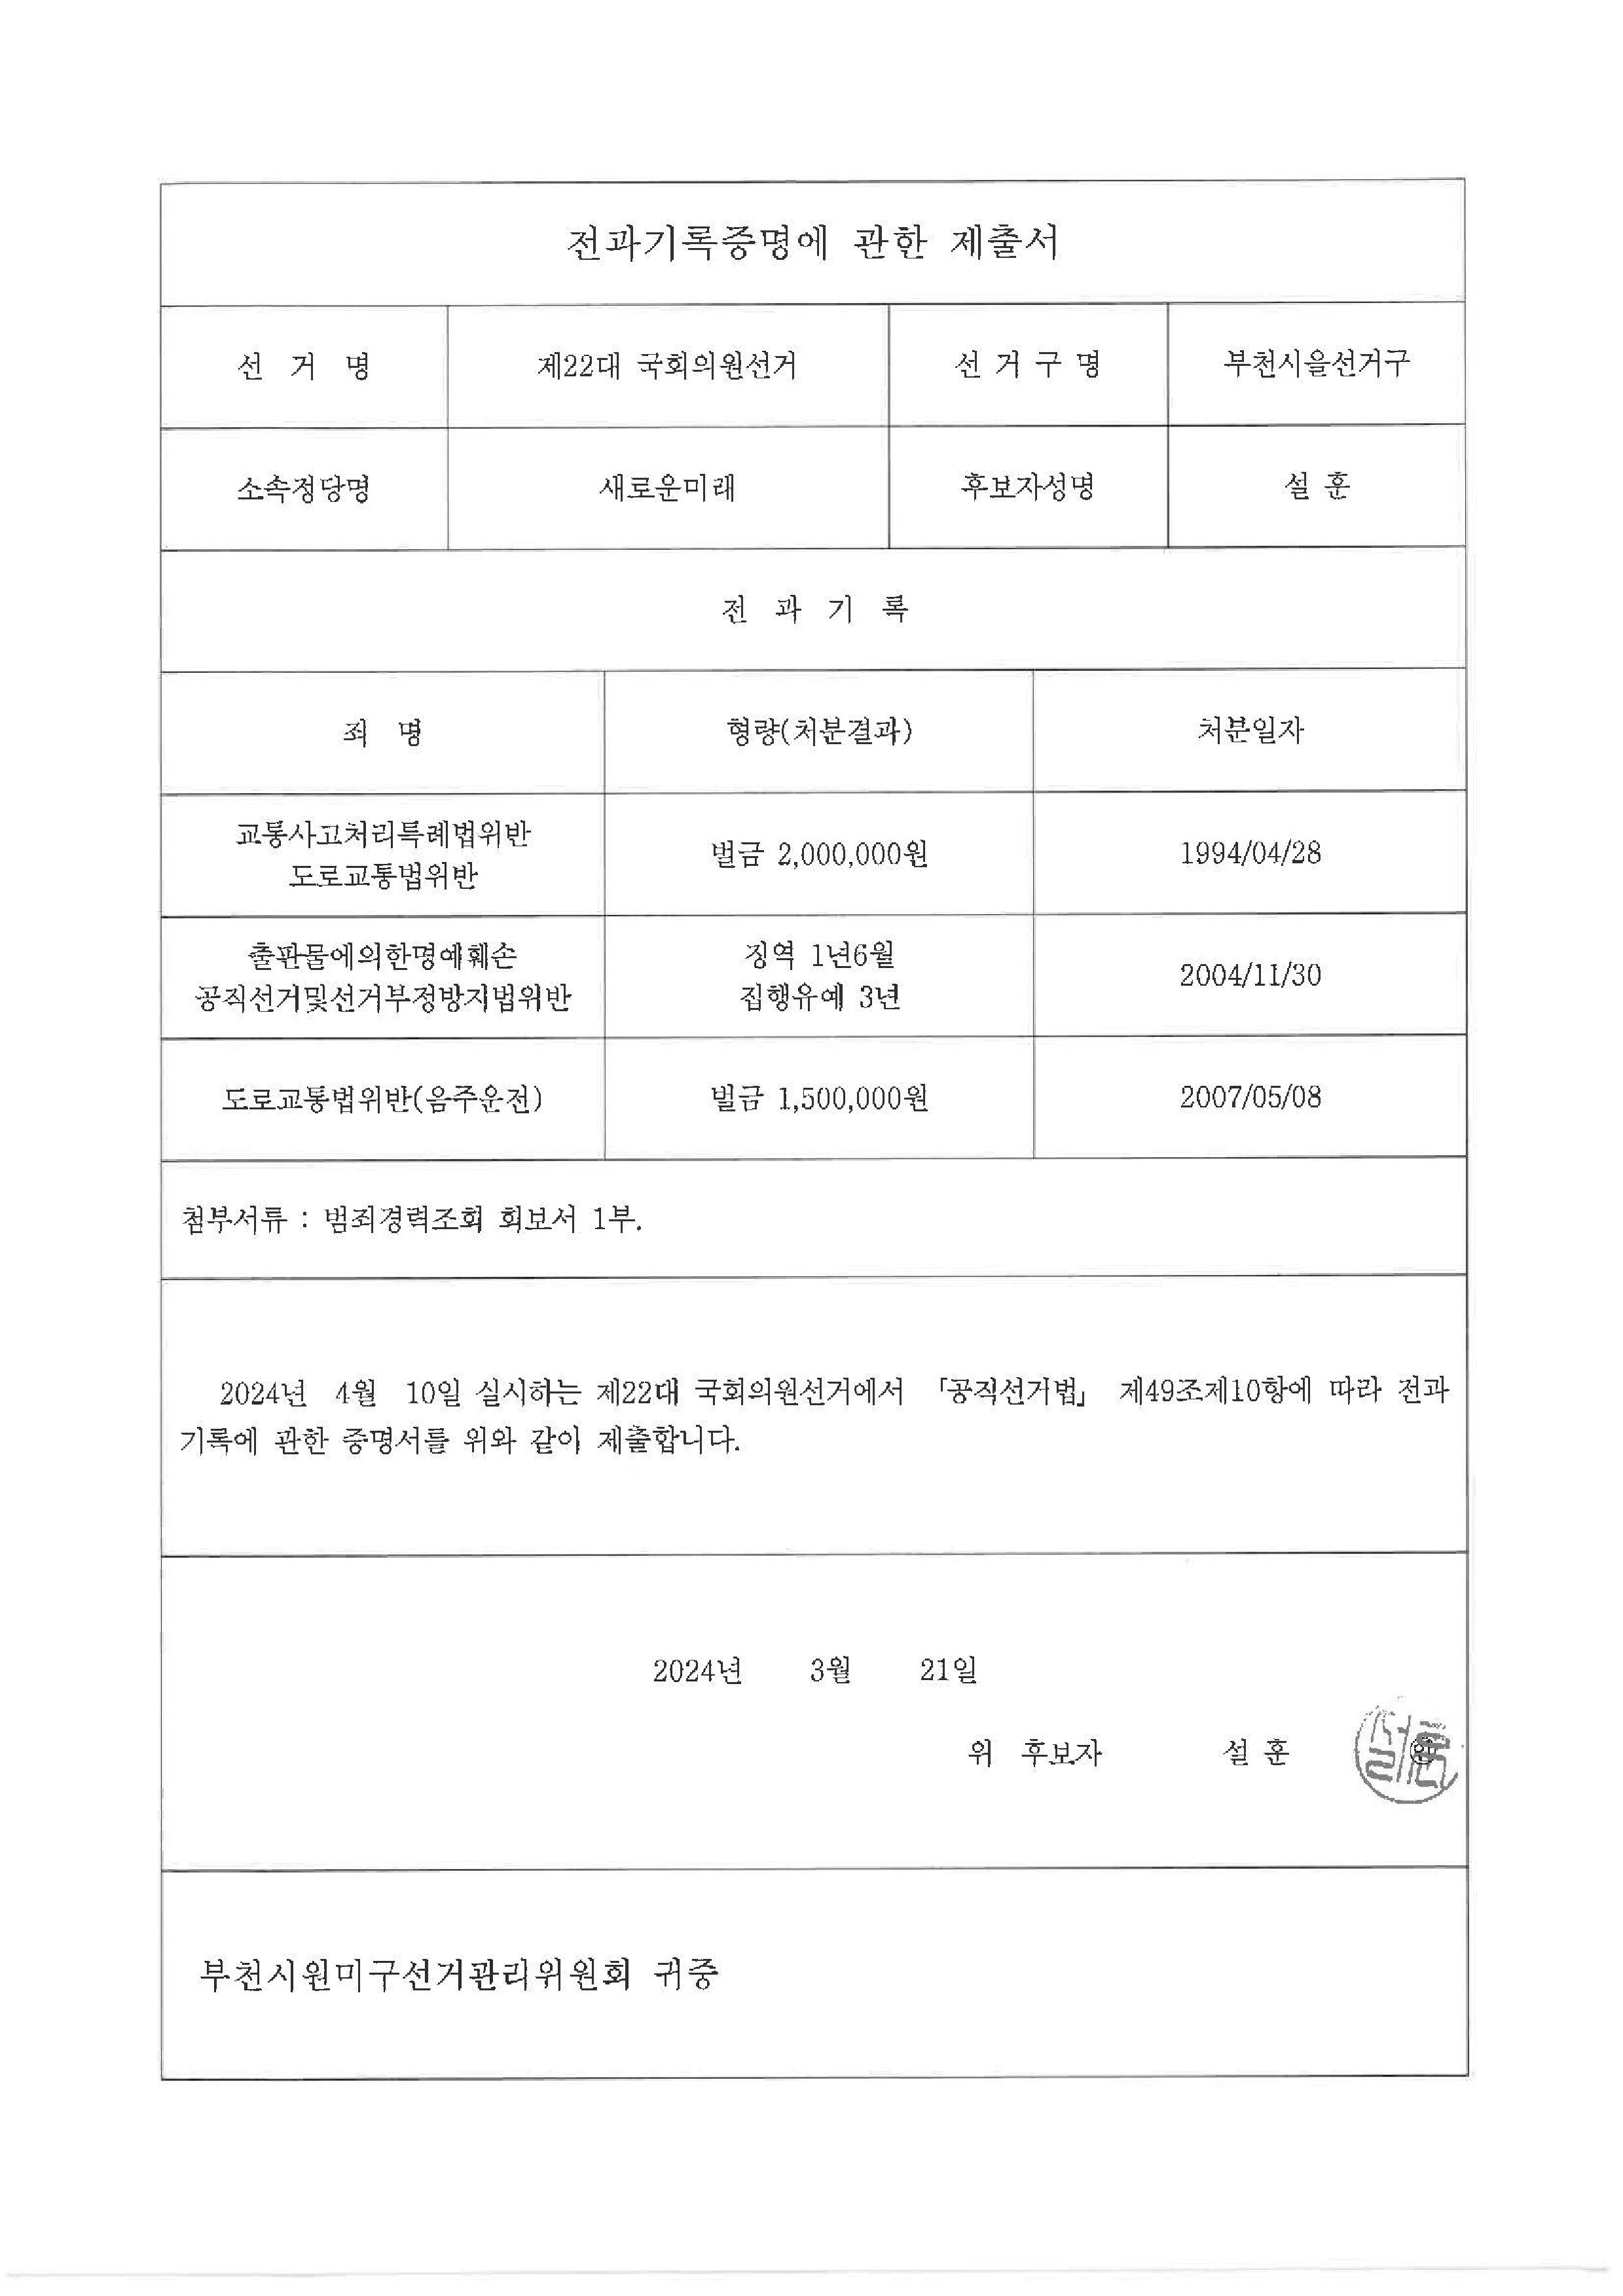 전과기록증명에 관한 제출서
선 거 명 제22대 국회의원선거 선 거 구 명 부천시을선거구
소속정당명 새로운미래 후보자성명 설 훈
전 과 기 록
죄 명 형량(처분결과) 처분일자
교통사고처리특례법위반
도로교통법위반
벌금 2,000,000원
1994/04/28
출판물에의한명예훼손
공직선거및선거부정방지법위반
징역 1년6월
집행유예 3년
2004/11/30
도로교통법위반(음주운전) 벌금 1,500,000원 2007/05/08
첨부서류 : 범죄경력조회 회보서 1부.
2024년 4월 10일 실시하는 제22대 국회의원선거에서 「공직선거법」 제49조제10항에 따라 전과
기록에 관한 증명서를 위와 같이 제출합니다.
2024년 3월 21일
위 후보자 설 훈 ㊞
부천시원미구선거관리위원회 귀중